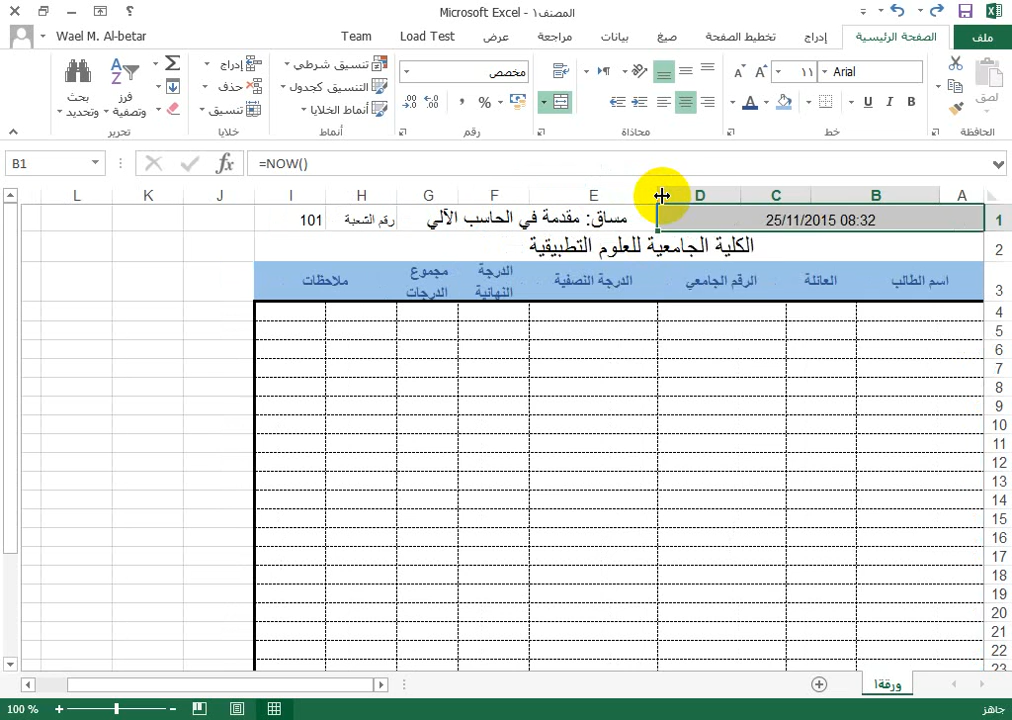 المصنف١ - Microsoft Excel
Wael M. Al-betar
ملف
الصفحة الرئيسية
إدراج
تخطيط الصفحة
صيغ
بيانات
مراجعة
عرض
Load Test
Team
لصق
الحافظة
Arial
١١
خط
محاذاة
مخصص
رقم
تنسيق شرطي
التنسيق كجدول
أنماط الخلايا
أنماط
إدراج
حذف
تنسيق
خلايا
فرز وتصفية
بحث وتحديد
تحرير
B1
=NOW()
A B C D E F G H I J K L
1 25/11/2015 08:32 مساق: مقدمة في الحاسب الآلي رقم الشعبة 101
2 الكلية الجامعية للعلوم التطبيقية
3 اسم الطالب العائلة الرقم الجامعي الدرجة النصفية الدرجة النهائية مجموع الدرجات ملاحظات
4
5
6
7
8
9
10
11
12
13
14
15
16
17
18
19
20
21
22
23
ورقة١
جاهز
100 %